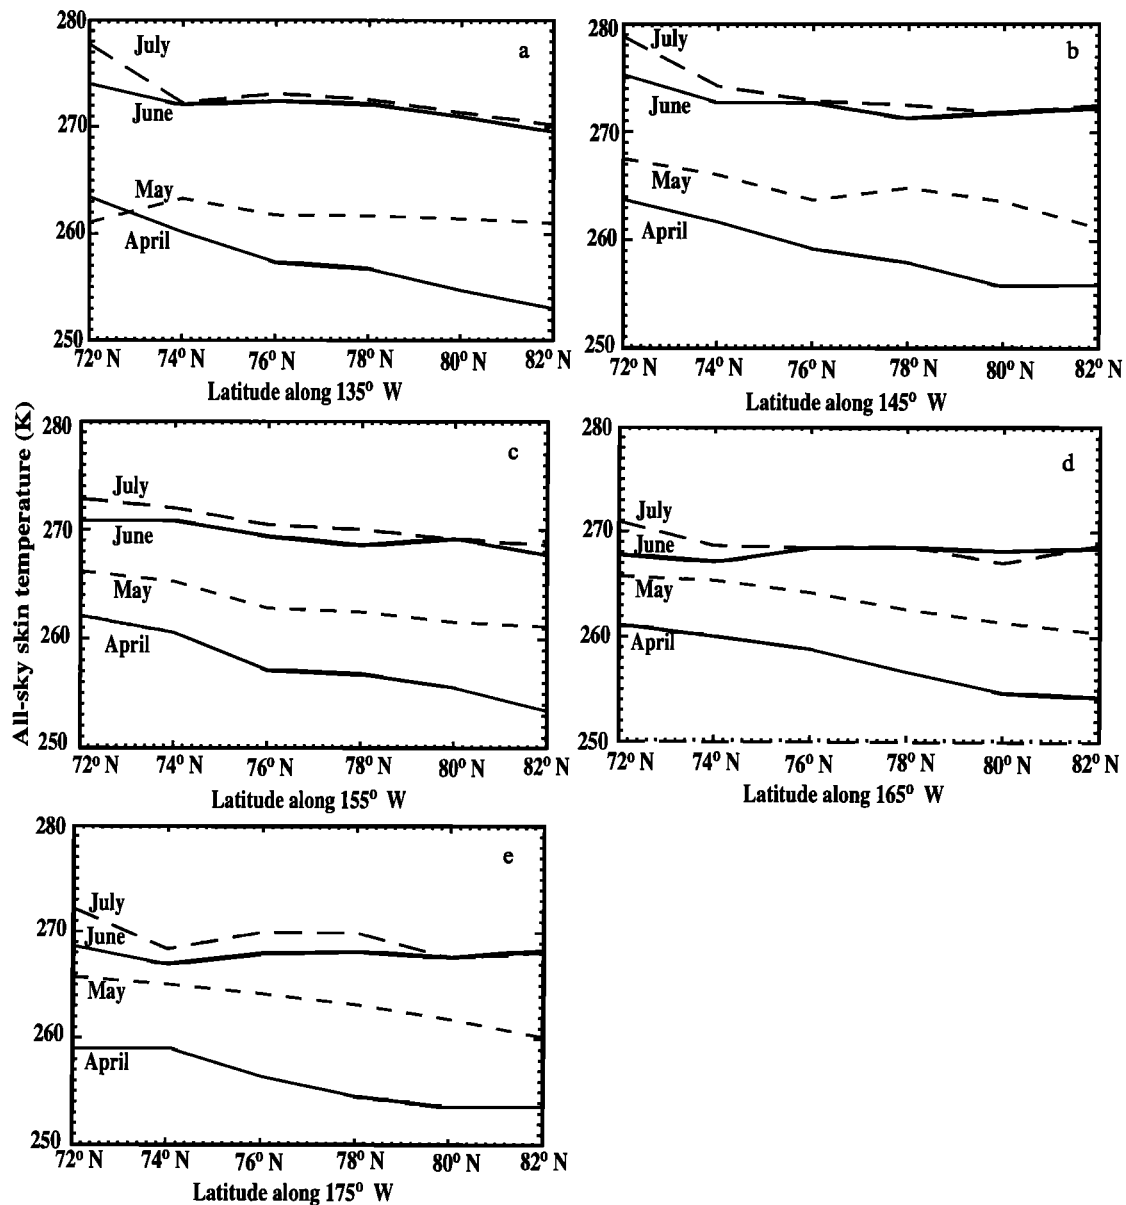 280
270
260
250
a
July
June
May
April
72° N 74° N 76° N 78° N 80° N 82° N
Latitude along 135° W
280
270
260
250
b
July
June
May
April
72° N 74° N 76° N 78° N 80° N 82° N
Latitude along 145° W
All-sky skin temperature (K)
280
270
260
250
c
July
June
May
April
72° N 74° N 76° N 78° N 80° N 82° N
Latitude along 155° W
280
270
260
250
d
July
June
May
April
72° N 74° N 76° N 78° N 80° N 82° N
Latitude along 165° W
280
270
260
250
e
July
June
May
April
72° N 74° N 76° N 78° N 80° N 82° N
Latitude along 175° W